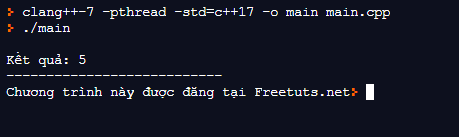 > clang++-7 -pthread -std=c++17 -o main main.cpp
> ./main
Kết quả: 5
---------------------------
Chương trình này được đăng tại Freetuts.net>